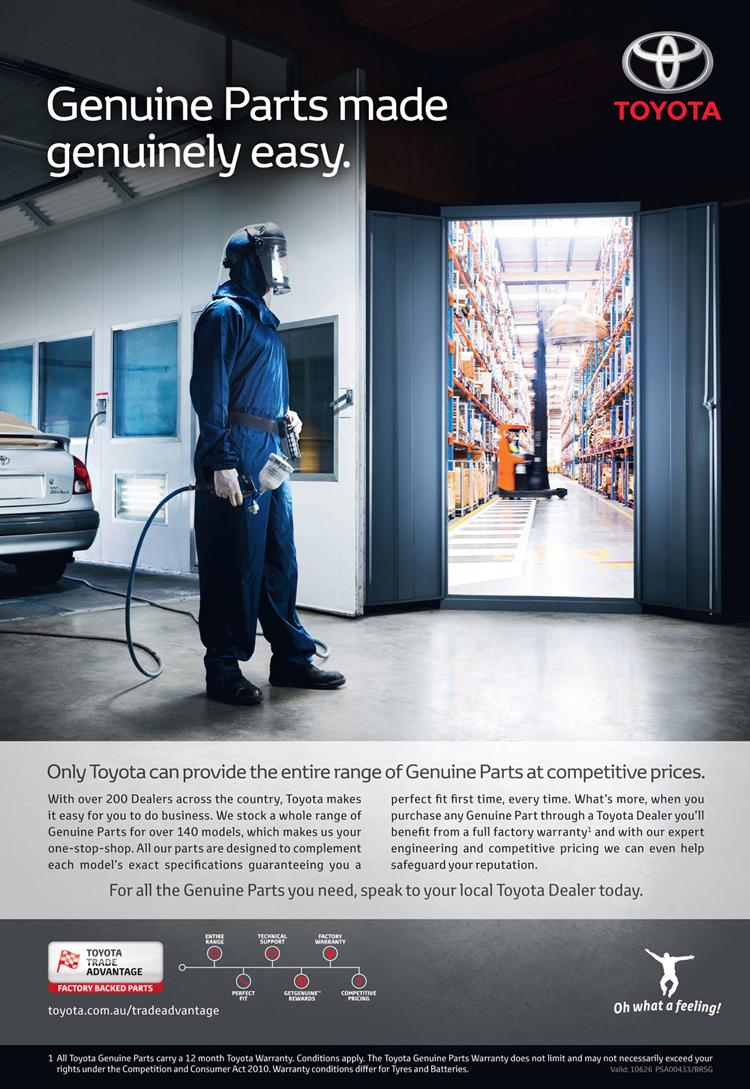 Genuine Parts made
genuinely easy.
TOYOTA
Only Toyota can provide the entire range of Genuine Parts at competitive prices.
With over 200 Dealers across the country, Toyota makes
it easy for you to do business. We stock a whole range of
Genuine Parts for over 140 models, which makes us your
one-stop-shop. All our parts are designed to complement
each model's exact specifications guaranteeing you a
perfect fit first time, every time. What's more, when you
purchase any Genuine Part through a Toyota Dealer you'll
benefit from a full factory warranty¹ and with our expert
engineering and competitive pricing we can even help
safeguard your reputation.
For all the Genuine Parts you need, speak to your local Toyota Dealer today.
TOYOTA
TRADE
ADVANTAGE
FACTORY BACKED PARTS
ENTIRE
RANGE
TECHNICAL
SUPPORT
FACTORY
WARRANTY
PERFECT
FIT
GETGENUINE™
REWARDS
COMPETITIVE
PRICING
toyota.com.au/tradeadvantage
Oh what a feeling!
1 All Toyota Genuine Parts carry a 12 month Toyota Warranty. Conditions apply. The Toyota Genuine Parts Warranty does not limit and may not necessarily exceed your
rights under the Competition and Consumer Act 2010. Warranty conditions differ for Tyres and Batteries.
Valid: 10626 PSA00433/BRSG